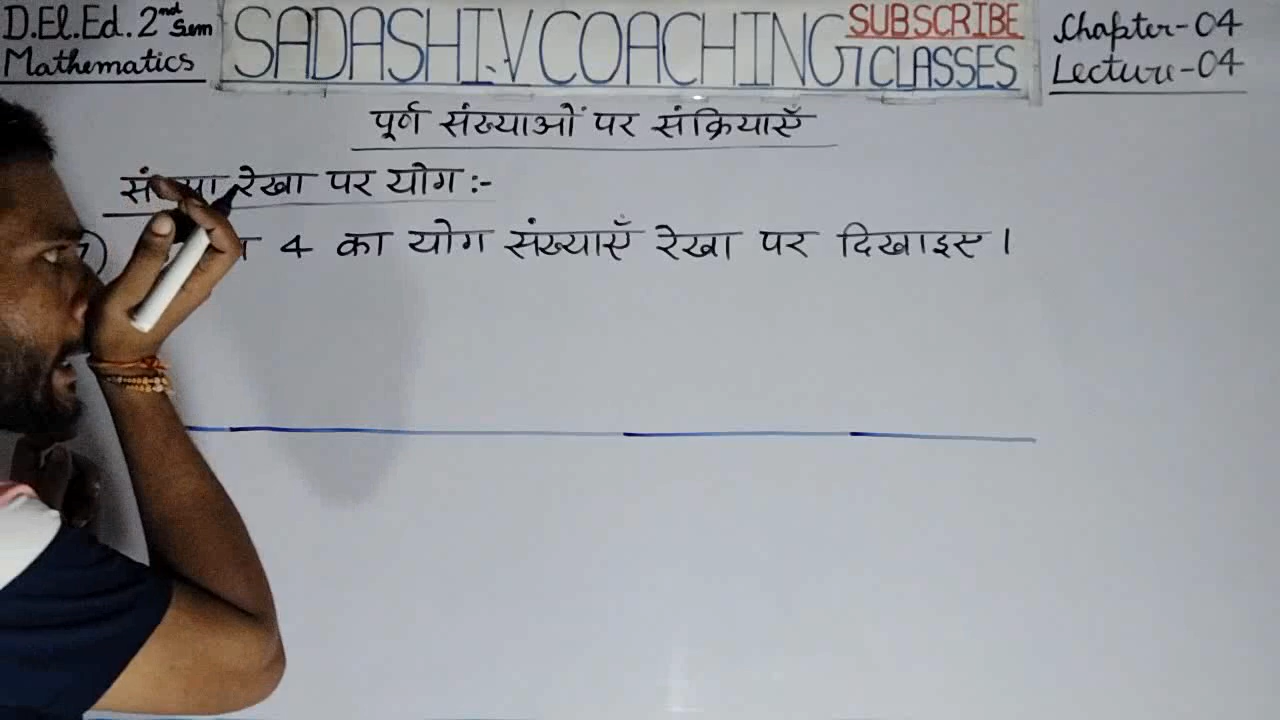 D.El.Ed. 2nd Sem
Mathematics
SADASHIV COACHING CLASSES
SUBSCRIBE
Chapter-04
Lecture-04
पूर्ण संख्याओं पर संक्रियाएँ
रेखा पर योग :-
4 का योग संख्याएँ रेखा पर दिखाइए ।